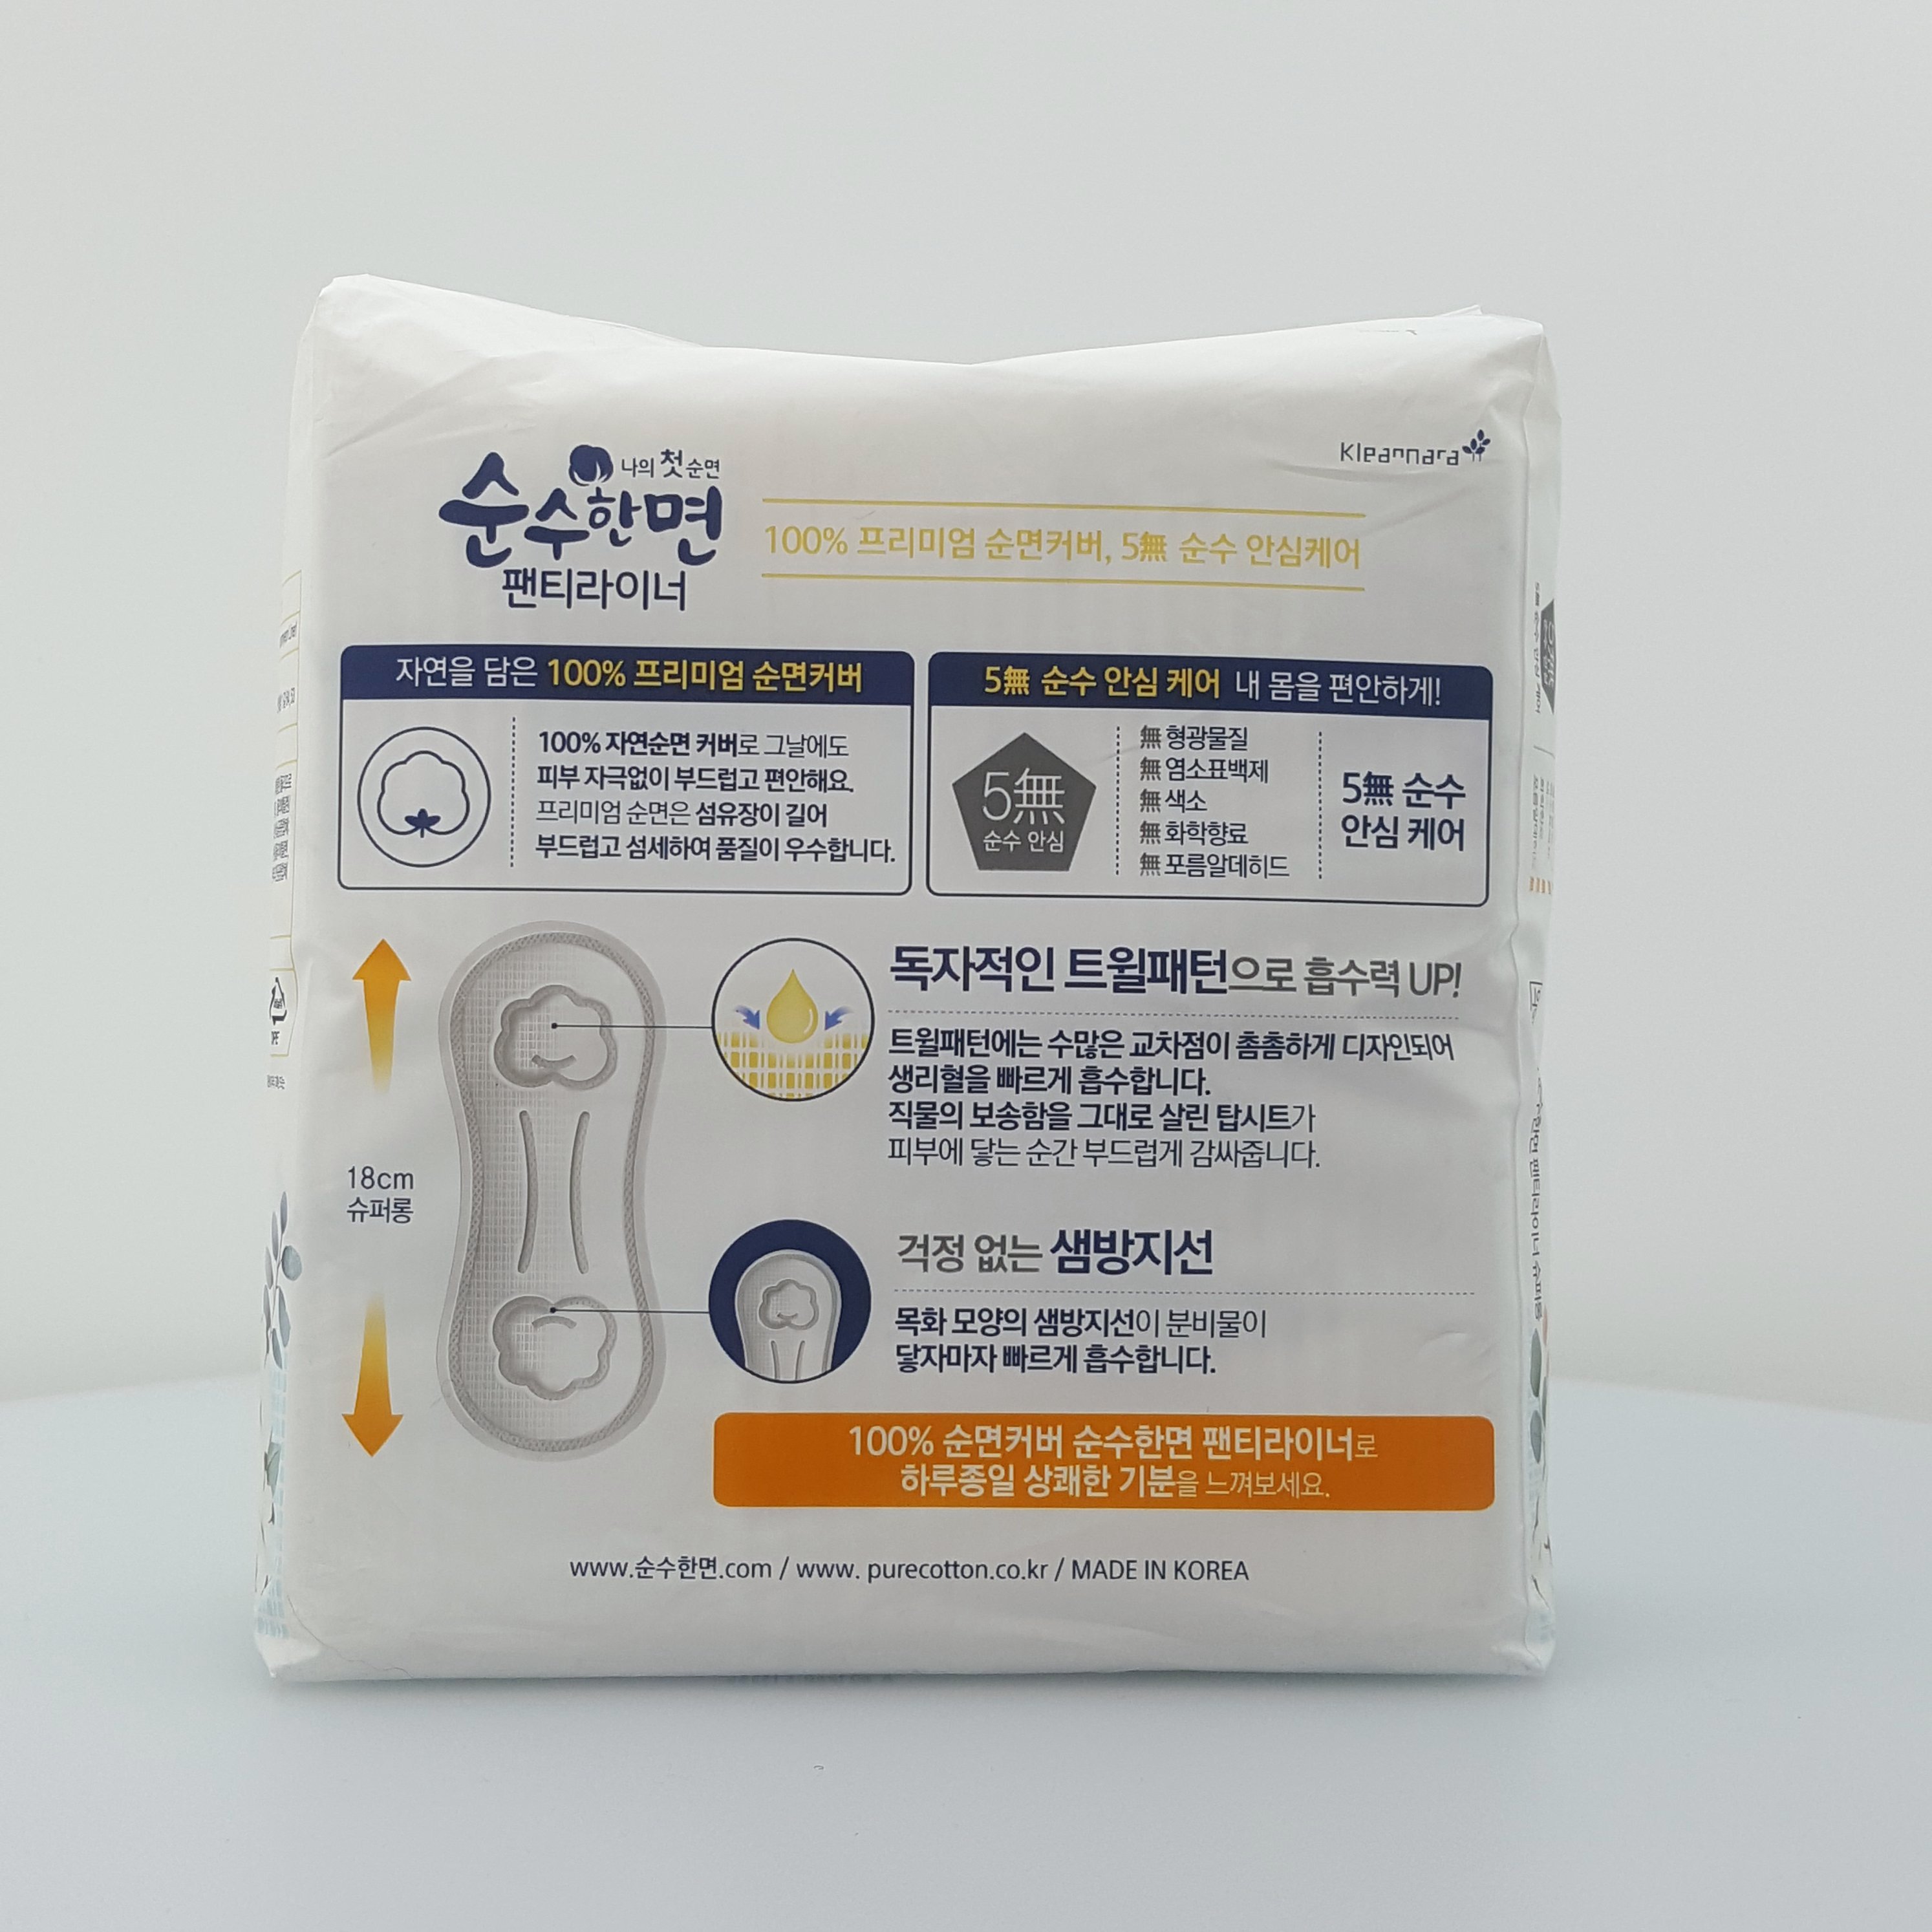 나의 첫 순면
순수한면
팬티라이너
Kleannara
100% 프리미엄 순면커버, 5無 순수 안심케어
자연을 담은 100% 프리미엄 순면커버
100% 자연순면 커버로 그날에도
피부 자극없이 부드럽고 편안해요.
프리미엄 순면은 섬유장이 길어
부드럽고 섬세하여 품질이 우수합니다.
5無 순수 안심 케어 내 몸을 편안하게!
5無
순수 안심
無 형광물질
無 염소표백제
無 색소
無 화학향료
無 포름알데히드
5無 순수
안심 케어
18cm
슈퍼롱
독자적인 트윌패턴으로 흡수력 UP!
트윌패턴에는 수많은 교차점이 촘촘하게 디자인되어
생리혈을 빠르게 흡수합니다.
직물의 보송함을 그대로 살린 탑시트가
피부에 닿는 순간 부드럽게 감싸줍니다.
걱정 없는 샘방지선
목화 모양의 샘방지선이 분비물이
닿자마자 빠르게 흡수합니다.
100% 순면커버 순수한면 팬티라이너로
하루종일 상쾌한 기분을 느껴보세요.
www.순수한면.com / www. purecotton.co.kr / MADE IN KOREA